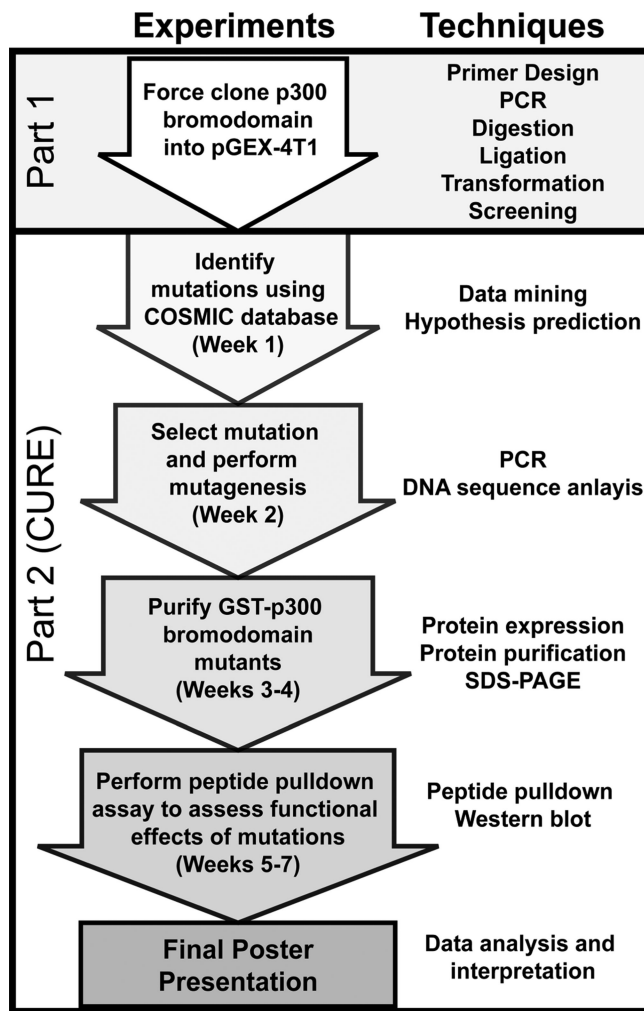 Experiments
Techniques
Part 1
Force clone p300
bromodomain
into pGEX-4T1
Primer Design
PCR
Digestion
Ligation
Transformation
Screening
Part 2 (CURE)
Identify
mutations using
COSMIC database
(Week 1)
Data mining
Hypothesis prediction
Select mutation
and perform
mutagenesis
(Week 2)
PCR
DNA sequence anlayis
Purify GST-p300
bromodomain
mutants
(Weeks 3-4)
Protein expression
Protein purification
SDS-PAGE
Perform peptide pulldown
assay to assess functional
effects of mutations
(Weeks 5-7)
Peptide pulldown
Western blot
Final Poster
Presentation
Data analysis and
interpretation